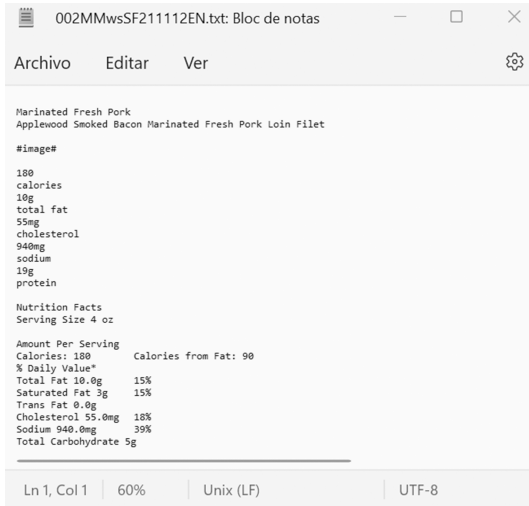 002MMwsSF211112EN.txt: Bloc de notas
Archivo Editar Ver
Marinated Fresh Pork
Applewood Smoked Bacon Marinated Fresh Pork Loin Filet
#image#
180
calories
10g
total fat
55mg
cholesterol
940mg
sodium
19g
protein
Nutrition Facts
Serving Size 4 oz
Amount Per Serving
Calories: 180 Calories from Fat: 90
% Daily Value*
Total Fat 10.0g 15%
Saturated Fat 3g 15%
Trans Fat 0.0g
Cholesterol 55.0mg 18%
Sodium 940.0mg 39%
Total Carbohydrate 5g
Ln 1, Col 1 60% Unix (LF) UTF-8